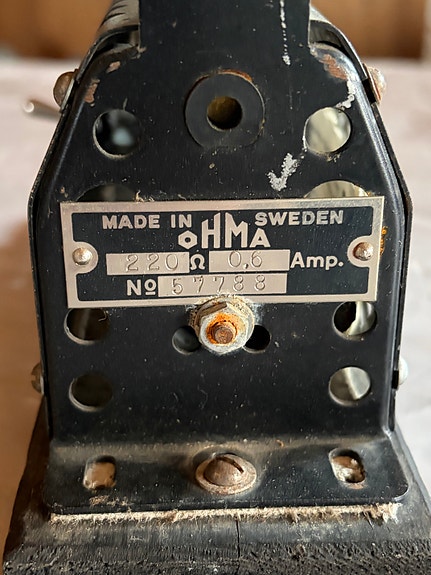 MADE IN SWEDEN
OHMA
220 Ω 0,6 Amp.
No 57788